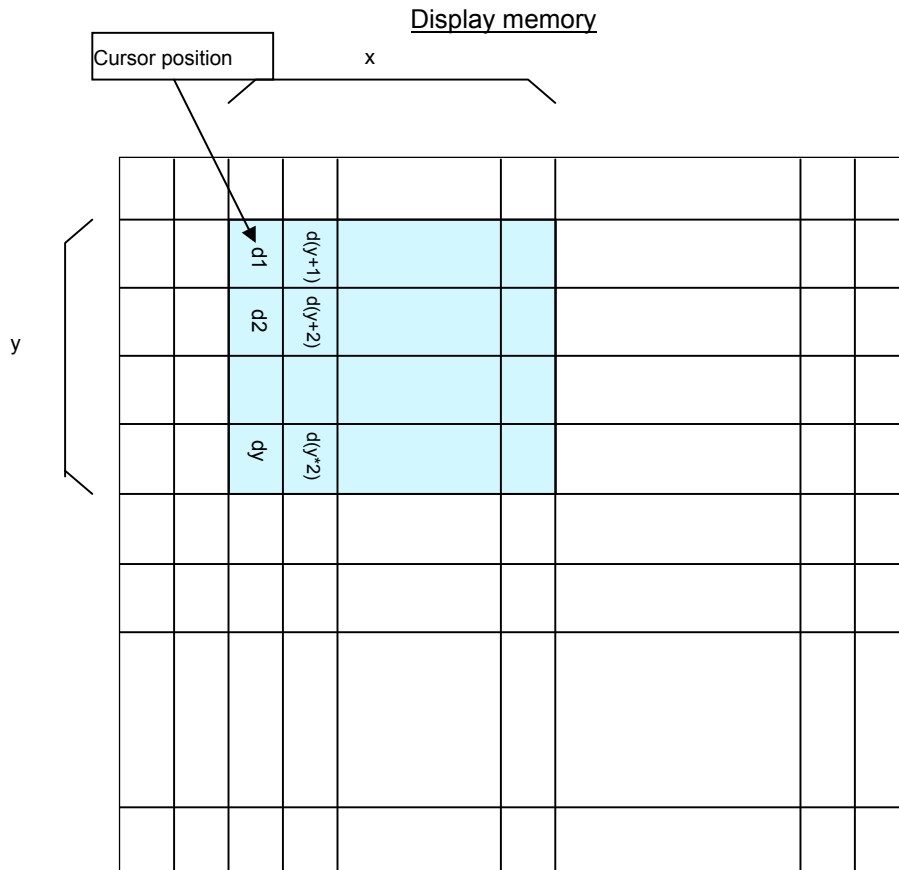 Display memory
Cursor position
x
y
d1
d(y+1)
d2
d(y+2)
dy
d(y*2)